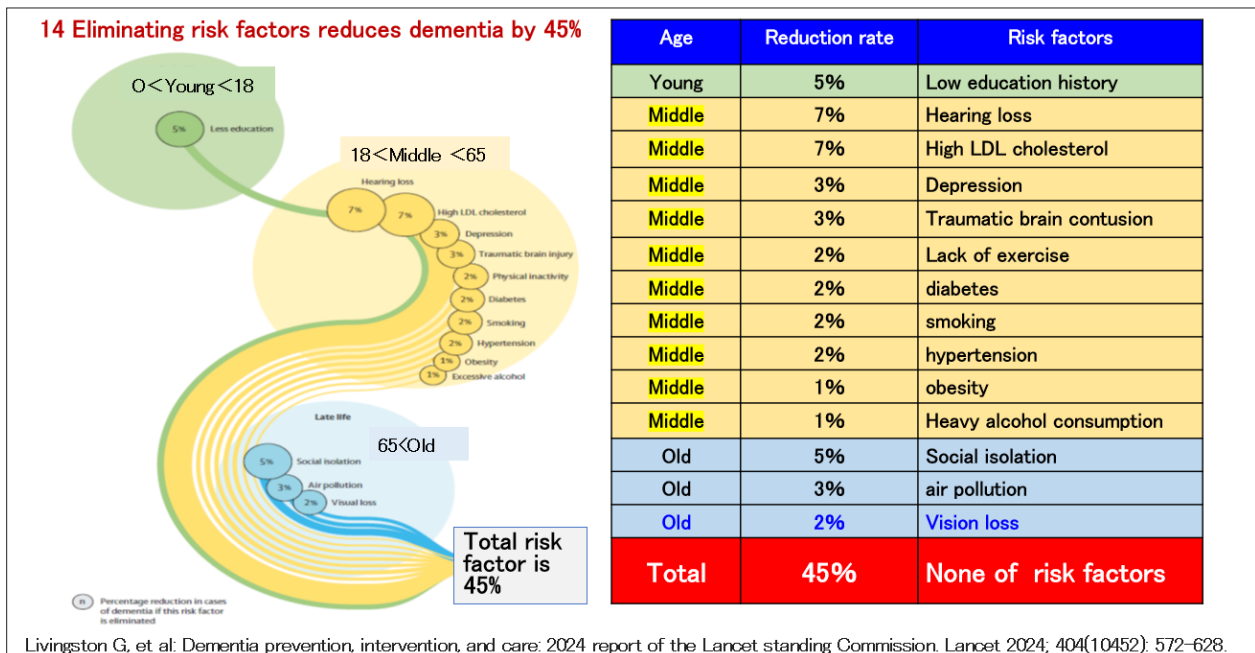 14 Eliminating risk factors reduces dementia by 45%
O<Young<18
5%
Less education
18<Middle <65
Hearing loss
7%
7%
High LDL cholesterol
3%
Depression
3%
Traumatic brain injury
2%
Physical inactivity
2%
Diabetes
2%
Smoking
2%
Hypertension
1%
Obesity
1%
Excessive alcohol
Late life
65<Old
5%
Social isolation
3%
Air pollution
2%
Visual loss
Total risk
factor is
45%
n
Percentage reduction in cases
of dementia if this risk factor
is eliminated
Age Reduction rate Risk factors
Young 5% Low education history
Middle 7% Hearing loss
Middle 7% High LDL cholesterol
Middle 3% Depression
Middle 3% Traumatic brain contusion
Middle 2% Lack of exercise
Middle 2% diabetes
Middle 2% smoking
Middle 2% hypertension
Middle 1% obesity
Middle 1% Heavy alcohol consumption
Old 5% Social isolation
Old 3% air pollution
Old 2% Vision loss
Total 45% None of risk factors
Livingston G, et al: Dementia prevention, intervention, and care: 2024 report of the Lancet standing Commission. Lancet 2024; 404(10452): 572-628.